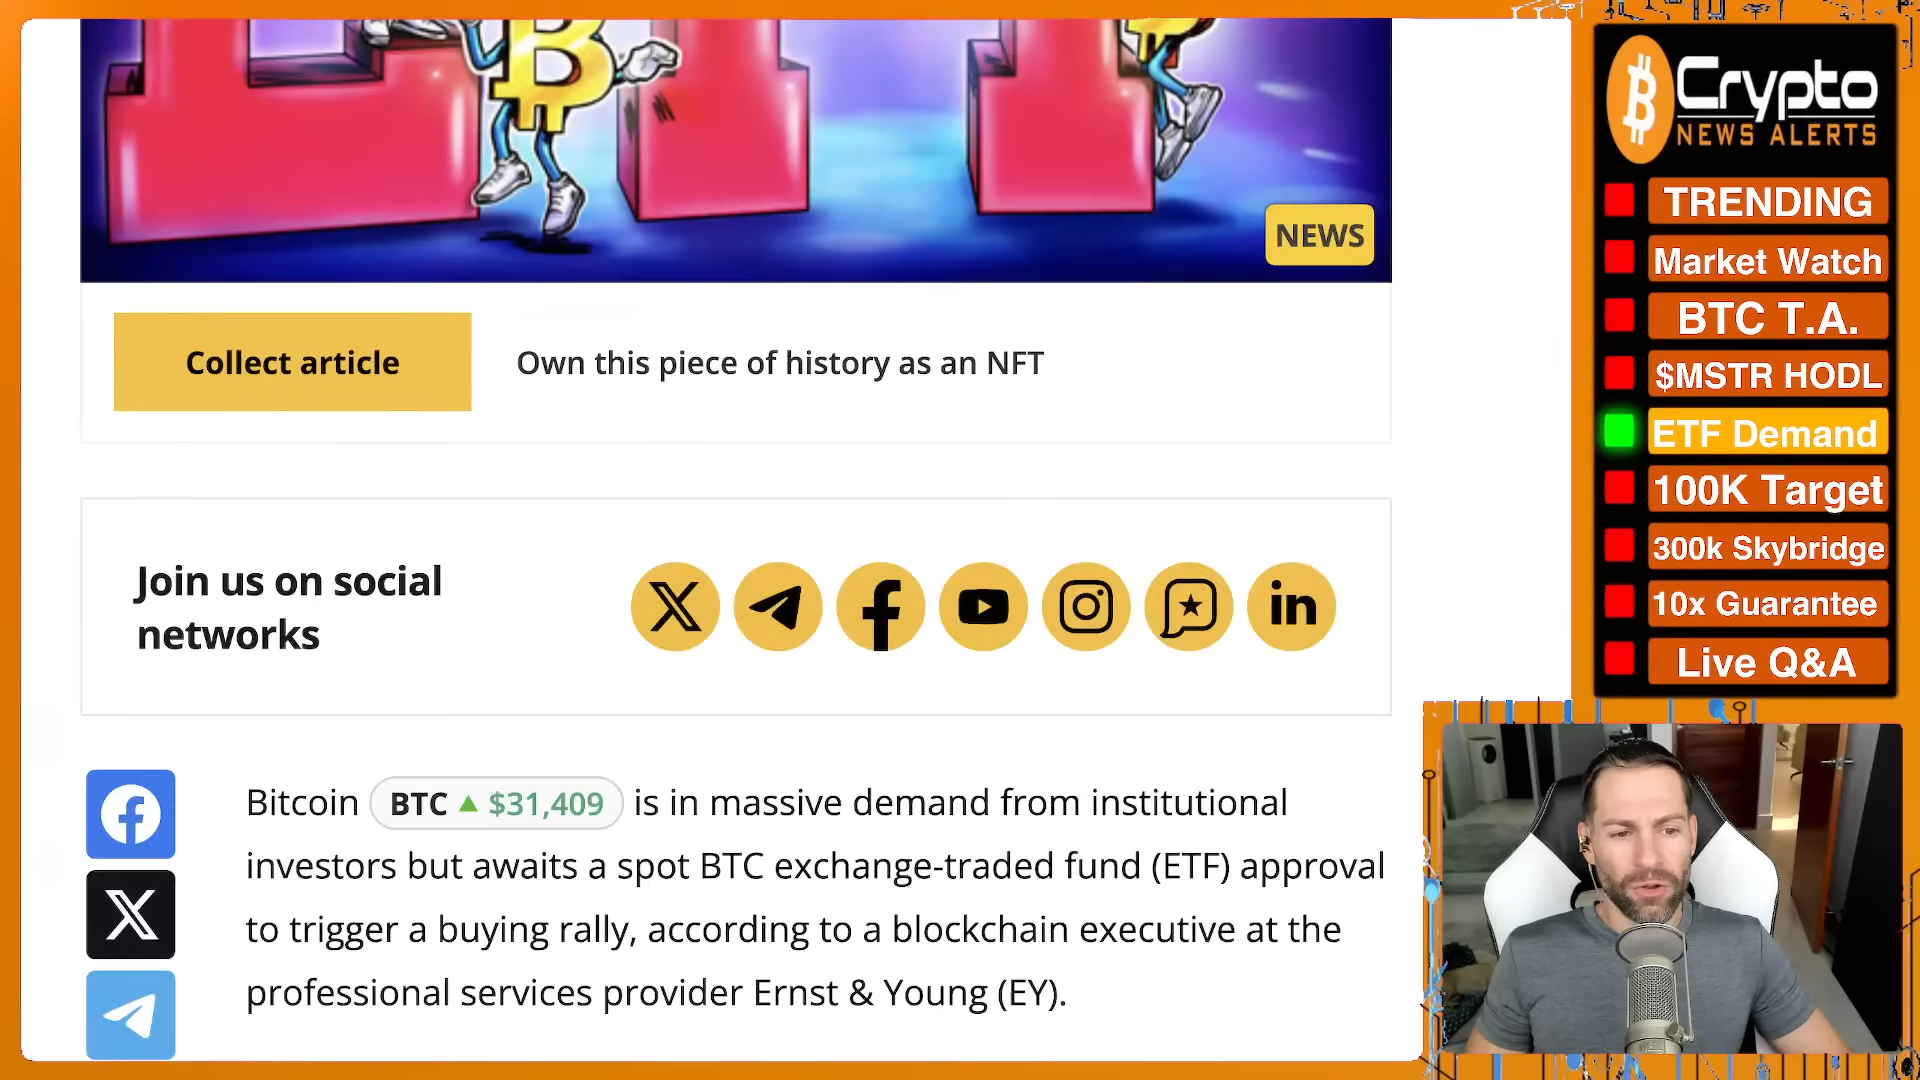 NEWS
Collect article
Own this piece of history as an NFT
Join us on social
networks
Bitcoin BTC ▲ $31,409 is in massive demand from institutional
investors but awaits a spot BTC exchange-traded fund (ETF) approval
to trigger a buying rally, according to a blockchain executive at the
professional services provider Ernst & Young (EY).
Crypto
NEWS ALERTS
TRENDING
Market Watch
BTC T.A.
$MSTR HODL
ETF Demand
100K Target
300k Skybridge
10x Guarantee
Live Q&A